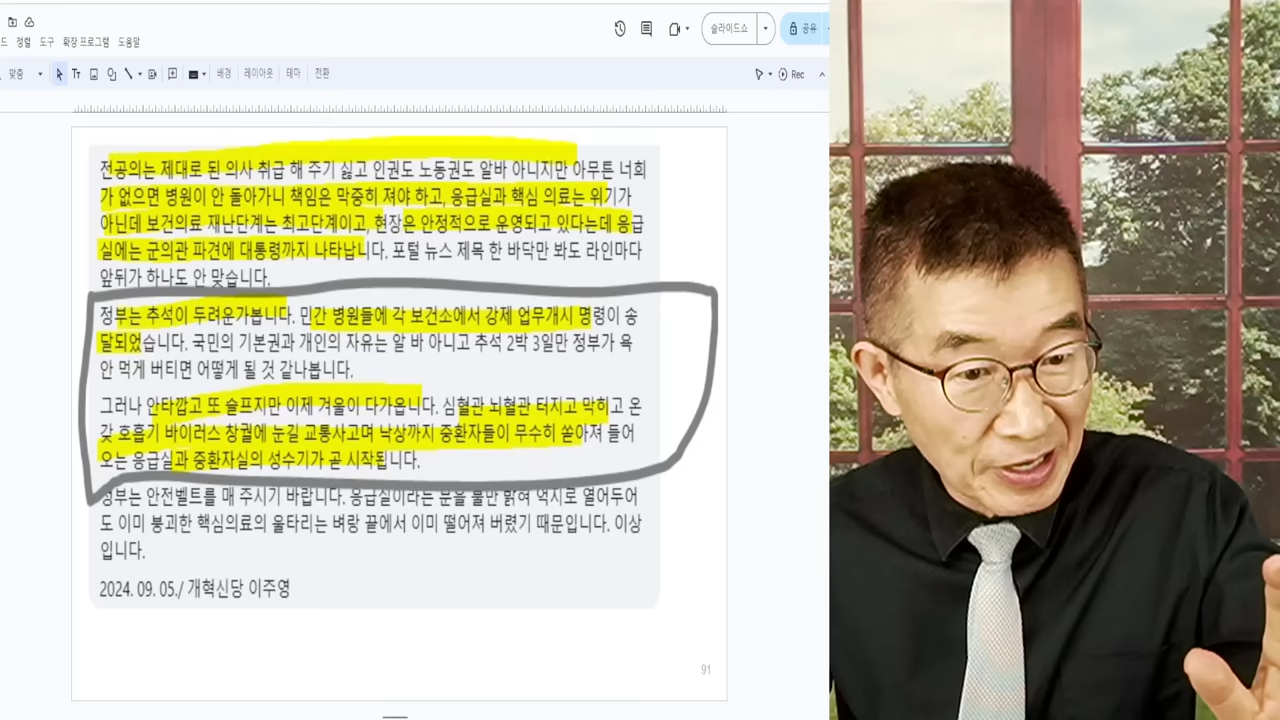 드 정렬 도구 확장 프로그램 도움말
슬라이드쇼
공유
맞춤 Tт 배경 레이아웃 테마 전환 Rec
전공의는 제대로 된 의사 취급 해 주기 싫고 인권도 노동권도 알바 아니지만 아무튼 너희
가 없으면 병원이 안 돌아가니 책임은 막중히 져야 하고, 응급실과 핵심 의료는 위기가
아닌데 보건의료 재난단계는 최고단계이고, 현장은 안정적으로 운영되고 있다는데 응급
실에는 군의관 파견에 대통령까지 나타납니다. 포털 뉴스 제목 한 바닥만 봐도 라인마다
앞뒤가 하나도 안 맞습니다.
정부는 추석이 두려운가봅니다. 민간 병원들에 각 보건소에서 강제 업무개시 명령이 송
달되었습니다. 국민의 기본권과 개인의 자유는 알 바 아니고 추석 2박 3일만 정부가 욕
안 먹게 버티면 어떻게 될 것 같나봅니다.
그러나 안타깝고 또 슬프지만 이제 겨울이 다가옵니다. 심혈관 뇌혈관 터지고 막히고 온
갖 호흡기 바이러스 창궐에 눈길 교통사고며 낙상까지 중환자들이 무수히 쏟아져 들어
오는 응급실과 중환자실의 성수기가 곧 시작됩니다.
정부는 안전벨트를 매 주시기 바랍니다. 응급실이라는 문을 불만 밝혀 억지로 열어두어
도 이미 붕괴한 핵심의료의 울타리는 벼랑 끝에서 이미 떨어져 버렸기 때문입니다. 이상
입니다.
2024. 09. 05./ 개혁신당 이주영
91